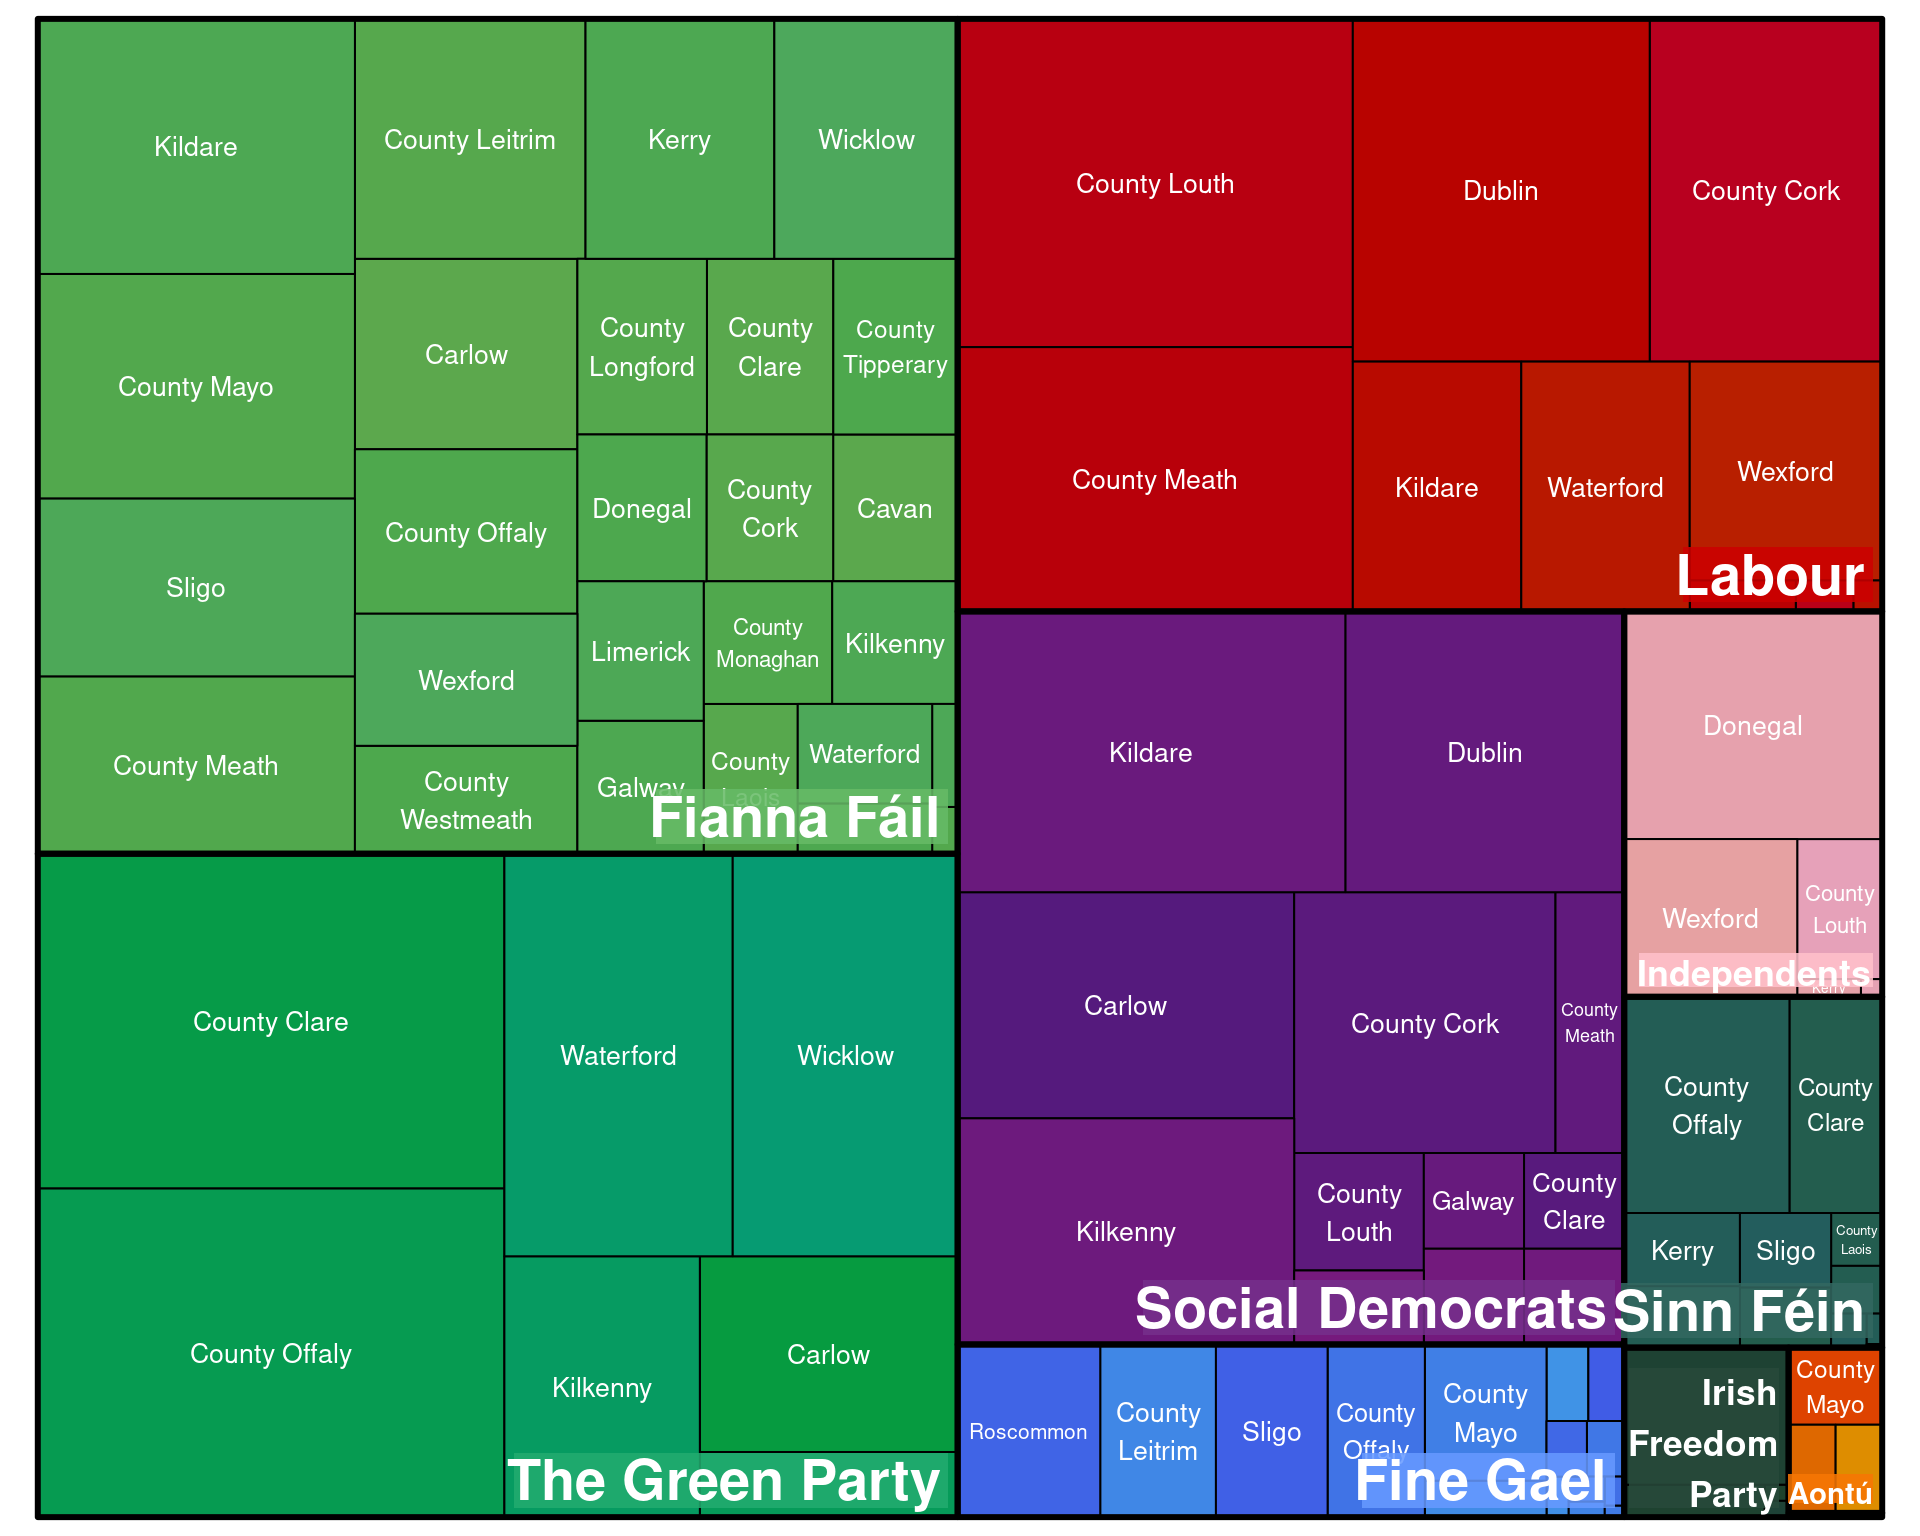 Kildare
County Leitrim
Kerry
Wicklow
County Mayo
Carlow
County
Longford
County
Clare
County
Tipperary
Sligo
County Offaly
Donegal
County
Cork
Cavan
County Meath
Wexford
Limerick
County
Monaghan
Kilkenny
County
Westmeath
Galway
County
Laois
Waterford
Fianna Fáil
County Louth
Dublin
County Cork
County Meath
Kildare
Waterford
Wexford
Labour
County Clare
Waterford
Wicklow
County Offaly
Kilkenny
Carlow
The Green Party
Kildare
Dublin
Carlow
County Cork
County
Meath
Kilkenny
County
Louth
Galway
County
Clare
Social Democrats
Donegal
Wexford
County
Louth
Kerry
Independents
County
Offaly
County
Clare
Kerry
Sligo
County
Laois
Sinn Féin
Roscommon
County
Leitrim
Sligo
County
Offaly
County
Mayo
Fine Gael
Irish
Freedom
Party
County
Mayo
Aontú